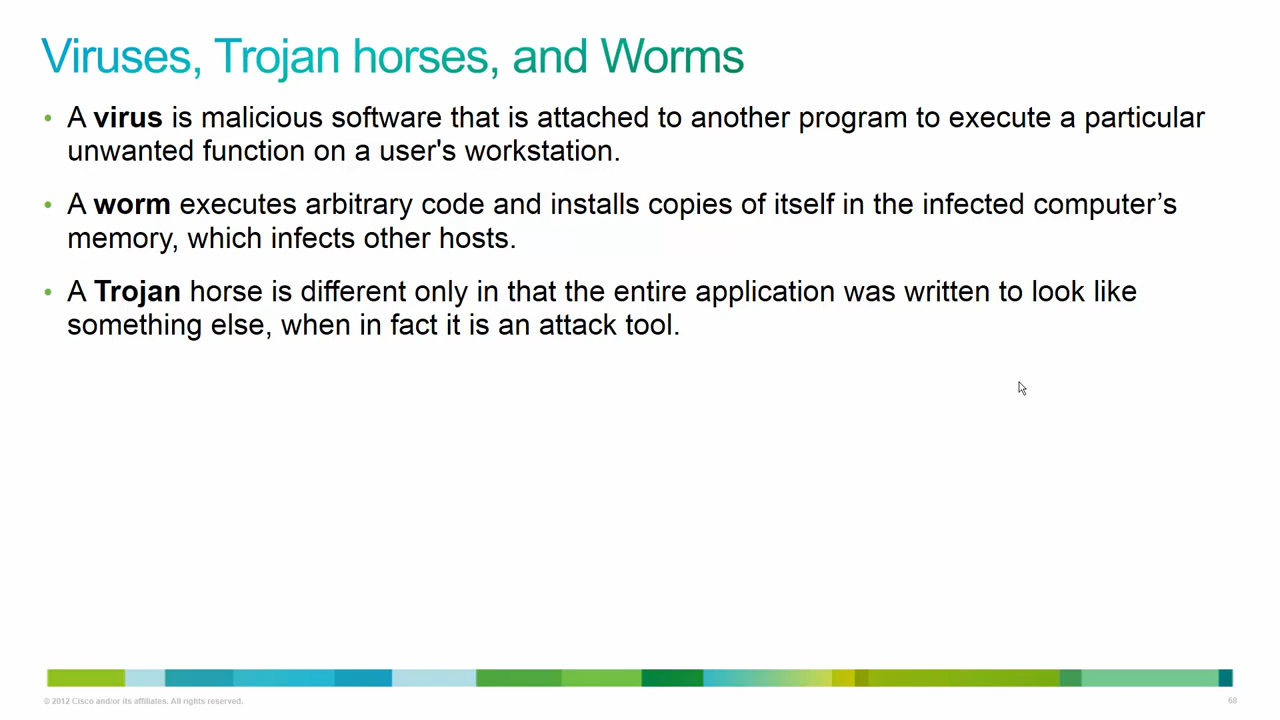 Viruses, Trojan horses, and Worms
• A virus is malicious software that is attached to another program to execute a particular
unwanted function on a user's workstation.
• A worm executes arbitrary code and installs copies of itself in the infected computer’s
memory, which infects other hosts.
• A Trojan horse is different only in that the entire application was written to look like
something else, when in fact it is an attack tool.
© 2012 Cisco and/or its affiliates. All rights reserved.
68